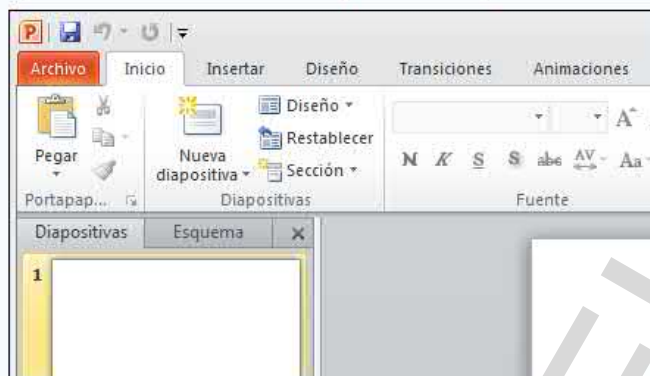 P
Archivo Inicio Insertar Diseño Transiciones Animaciones
Pegar
Nueva diapositiva
Diseño
Restablecer
Sección
A
N K S S abc AV Aa
Portapap... Diapositivas Fuente
Diapositivas Esquema
1